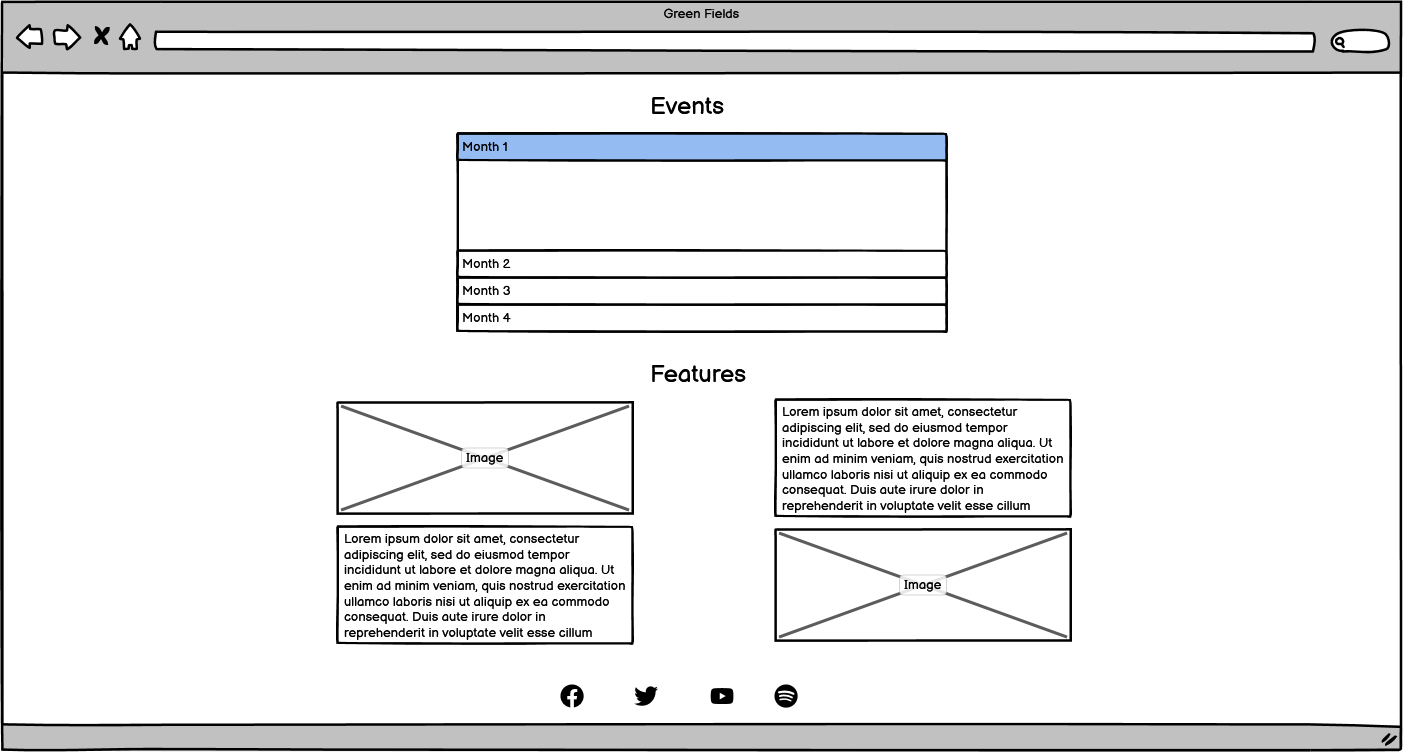 Green Fields
Events
Month 1
Month 2
Month 3
Month 4
Features
Image
Lorem ipsum dolor sit amet, consectetur
adipiscing elit, sed do eiusmod tempor
incididunt ut labore et dolore magna aliqua. Ut
enim ad minim veniam, quis nostrud exercitation
ullamco laboris nisi ut aliquip ex ea commodo
consequat. Duis aute irure dolor in
reprehenderit in voluptate velit esse cillum
Lorem ipsum dolor sit amet, consectetur
adipiscing elit, sed do eiusmod tempor
incididunt ut labore et dolore magna aliqua. Ut
enim ad minim veniam, quis nostrud exercitation
ullamco laboris nisi ut aliquip ex ea commodo
consequat. Duis aute irure dolor in
reprehenderit in voluptate velit esse cillum
Image